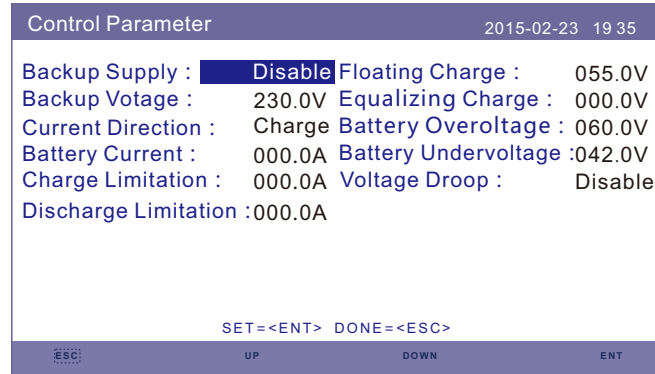 Control Parameter 2015-02-23 19 35
Backup Supply : Disable Floating Charge : 055.0V
Backup Votage : 230.0V Equalizing Charge : 000.0V
Current Direction : Charge Battery Overoltage : 060.0V
Battery Current : 000.0A Battery Undervoltage :042.0V
Charge Limitation : 000.0A Voltage Droop : Disable
Discharge Limitation :000.0A
SET=<ENT> DONE=<ESC>
ESC UP DOWN ENT